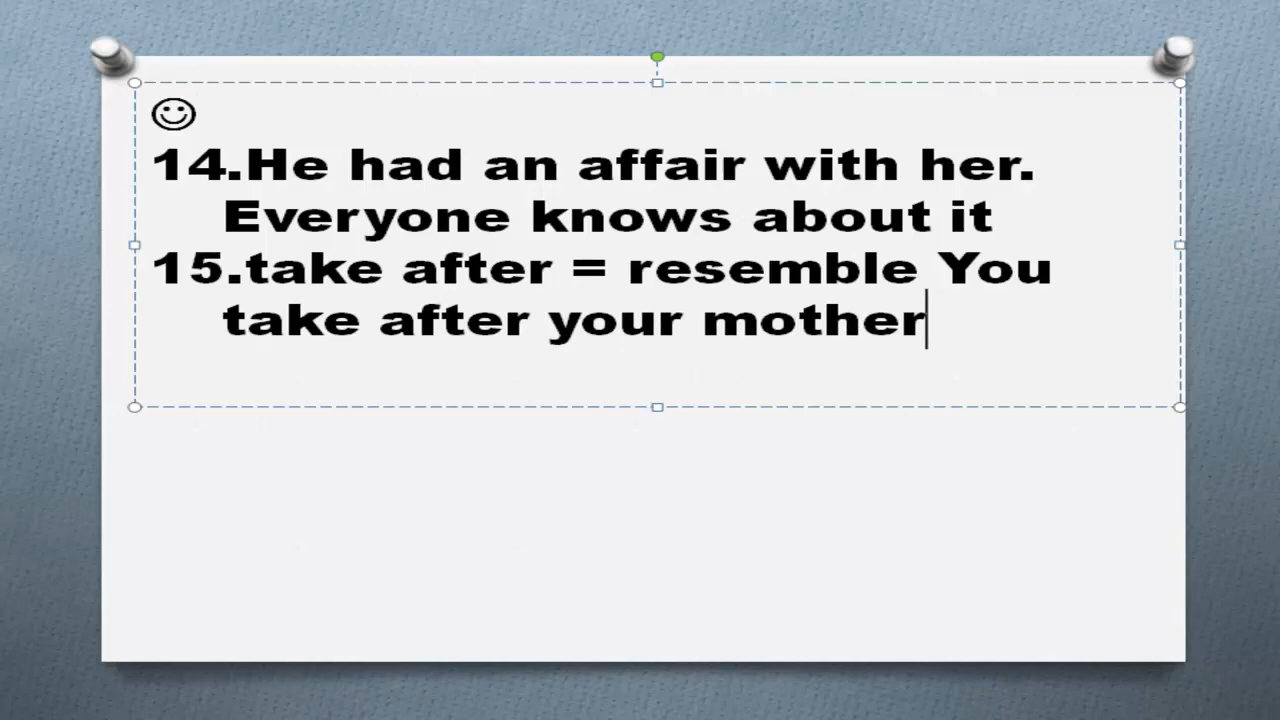 ☺
14.He had an affair with her.
Everyone knows about it
15.take after = resemble You
take after your mother